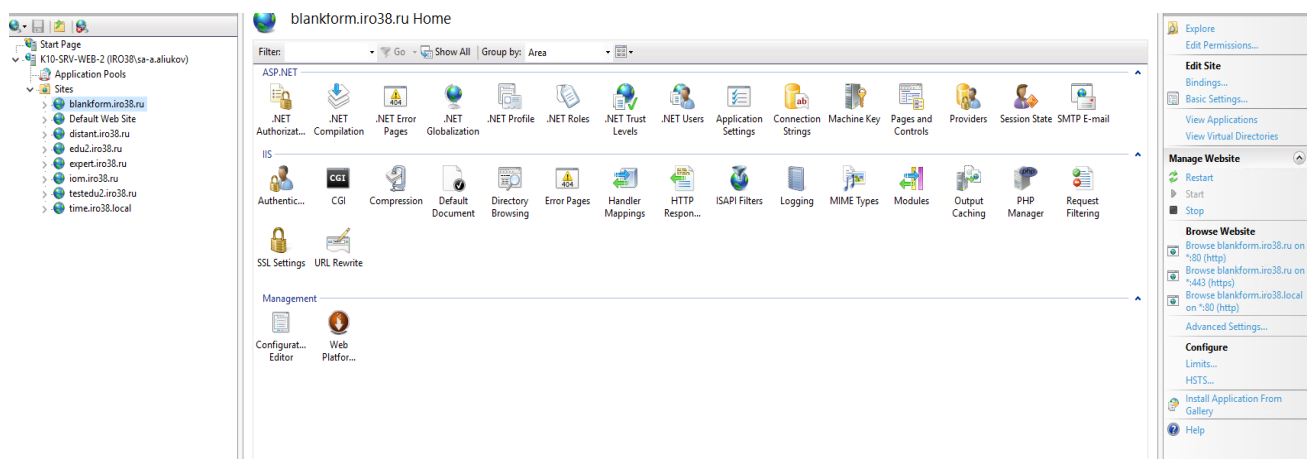 Start Page
K10-SRV-WEB-2 (IRO38\sa-a.aliukov)
Application Pools
Sites
blankform.iro38.ru
Default Web Site
distant.iro38.ru
edu2.iro38.ru
expert.iro38.ru
iom.iro38.ru
testedu2.iro38.ru
time.iro38.local
blankform.iro38.ru Home
Filter: Go Show All Group by: Area
ASP.NET
.NET Authorizat...
.NET Compilation
404
.NET Error Pages
.NET Globalization
.NET Profile
.NET Roles
.NET Trust Levels
.NET Users
Application Settings
ab
Connection Strings
Machine Key
Pages and Controls
Providers
Session State
SMTP E-mail
IIS
Authentic...
CGI
CGI
Compression
Default Document
Directory Browsing
404
Error Pages
Handler Mappings
HTTP Respon...
ISAPI Filters
Logging
MIME Types
Modules
Output Caching
php
PHP Manager
Request Filtering
SSL Settings
URL Rewrite
Management
Configurat... Editor
Web Platfor...
Explore
Edit Permissions...
Edit Site
Bindings...
Basic Settings...
View Applications
View Virtual Directories
Manage Website
Restart
Start
Stop
Browse Website
Browse blankform.iro38.ru on
*:80 (http)
Browse blankform.iro38.ru on
*:443 (https)
Browse blankform.iro38.local
on *:80 (http)
Advanced Settings...
Configure
Limits...
HSTS...
Install Application From
Gallery
Help